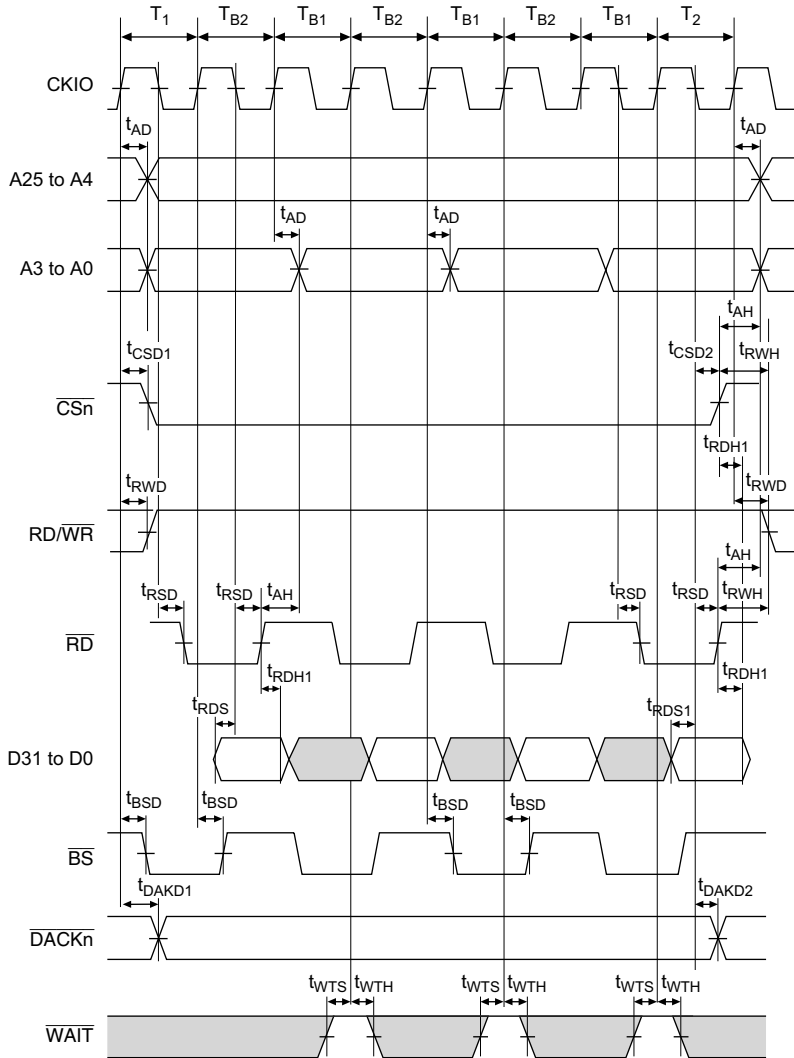 T1 TB2 TB1 TB2 TB1 TB2 TB1 T2
CKIO
tAD tAD
A25 to A4
tAD tAD
A3 to A0
tAH
tCSD1 tCSD2 tRWH
CSn
tRDH1
tRWD tRWD
RD/WR
tAH
tRSD tRSD tAH tRSD tRSD tRWH
RD
tRDH1 tRDH1
tRDS tRDS1
D31 to D0
tBSD tBSD tBSD tBSD
BS
tDAKD1 tDAKD2
DACKn
tWTS tWTH tWTS tWTH tWTS tWTH
WAIT